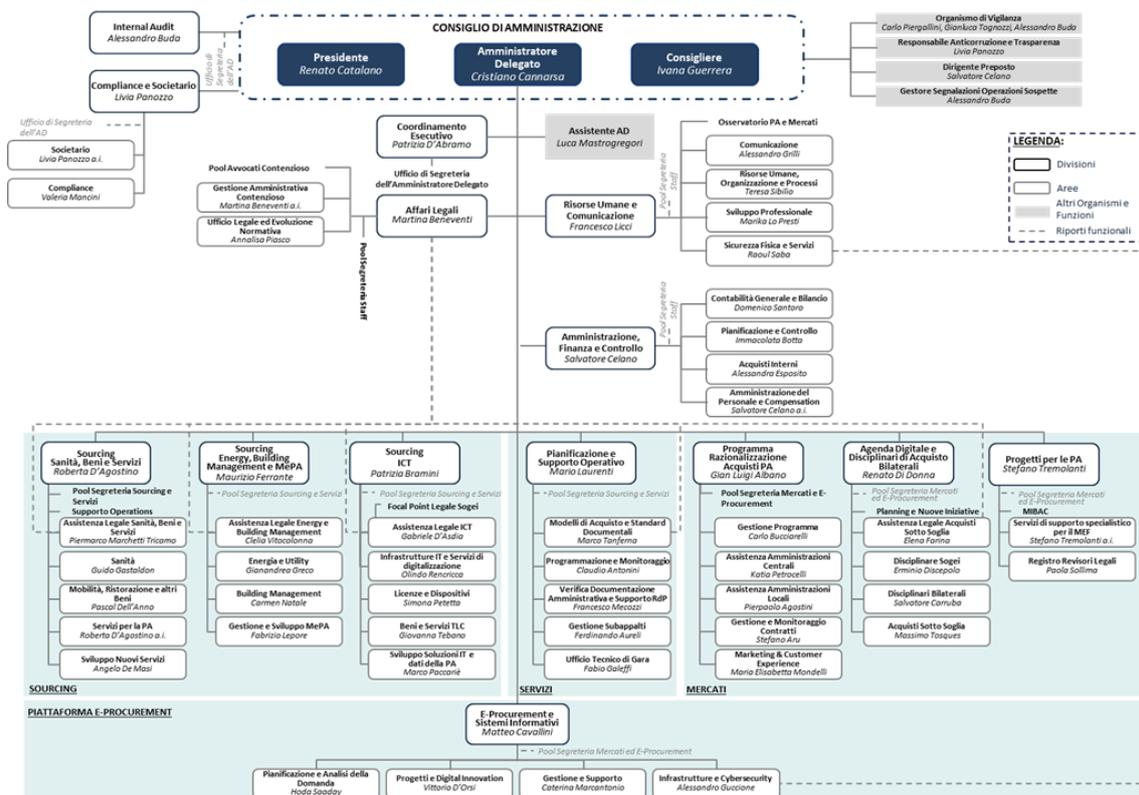 Internal Audit
Alessandro Buda
Ufficio di
Segreteria
dell'AD
CONSIGLIO DI AMMINISTRAZIONE
Presidente
Renato Catalano
Amministratore
Delegato
Cristiano Cannarsa
Consigliere
Ivana Guerrera
Organismo di Vigilanza
Carlo Piergallini, Gianluca Tognozzi, Alessandro Buda
Responsabile Anticorruzione e Trasparenza
Livia Panozzo
Dirigente Preposto
Salvatore Celano
Gestore Segnalazioni Operazioni Sospette
Alessandro Buda
Compliance e Societario
Livia Panozzo
Ufficio di Segreteria
dell'AD
Societario
Livia Panozzo a.i.
Compliance
Valeria Mancini
Coordinamento
Esecutivo
Patrizia D'Abramo
Ufficio di Segreteria
dell'Amministratore Delegato
Assistente AD
Luca Mastrogregori
Pool Avvocati Contenzioso
Gestione Amministrativa
Contenzioso
Martina Beneventi a.i.
Ufficio Legale ed Evoluzione
Normativa
Annalisa Piasco
Affari Legali
Martina Beneventi
Pool Segreteria Staff
Risorse Umane e
Comunicazione
Francesco Licci
Pool Segreteria
Staff
Osservatorio PA e Mercati
Comunicazione
Alessandro Grilli
Risorse Umane,
Organizzazione e Processi
Teresa Sibilio
Sviluppo Professionale
Marika Lo Presti
Sicurezza Fisica e Servizi
Raoul Saba
LEGENDA:
Divisioni
Aree
Altri Organismi e
Funzioni
Riporti funzionali
Amministrazione,
Finanza e Controllo
Salvatore Celano
Pool Segreteria
Staff
Contabilità Generale e Bilancio
Domenico Santoro
Pianificazione e Controllo
Immacolata Botta
Acquisti Interni
Alessandra Esposito
Amministrazione del
Personale e Compensation
Salvatore Celano a.i.
Sourcing
Sanità, Beni e Servizi
Roberta D'Agostino
Pool Segreteria Sourcing e
Servizi
Supporto Operations
Assistenza Legale Sanità, Beni e
Servizi
Piermarco Marchetti Tricamo
Sanità
Guido Gastaldon
Mobilità, Ristorazione e altri
Beni
Pascal Dell'Anno
Servizi per la PA
Roberta D'Agostino a.i.
Sviluppo Nuovi Servizi
Angelo De Masi
SOURCING
Sourcing
Energy, Building
Management e MePA
Maurizio Ferrante
Pool Segreteria Sourcing e Servizi
Assistenza Legale Energy e
Building Management
Clelia Vitocolonna
Energia e Utility
Gianandrea Greco
Building Management
Carmen Natale
Gestione e Sviluppo MePA
Fabrizio Lepore
Sourcing
ICT
Patrizia Bramini
Pool Segreteria Sourcing e Servizi
Focal Point Legale Sogei
Assistenza Legale ICT
Gabriele D'Asdia
Infrastrutture IT e Servizi di
digitalizzazione
Olindo Rencricca
Licenze e Dispositivi
Simona Petetta
Beni e Servizi TLC
Giovanna Tebano
Sviluppo Soluzioni IT e
dati della PA
Marco Paccariè
Pianificazione e
Supporto Operativo
Mario Laurenti
Pool Segreteria Sourcing e Servizi
Modelli di Acquisto e Standard
Documentali
Marco Tanferna
Programmazione e Monitoraggio
Claudio Antonini
Verifica Documentazione
Amministrativa e Supporto RdP
Francesco Mecozzi
Gestione Subappalti
Ferdinando Aureli
Ufficio Tecnico di Gara
Fabio Galeffi
SERVIZI
Programma
Razionalizzazione
Acquisti PA
Gian Luigi Albano
Pool Segreteria Mercati e E-
Procurement
Gestione Programma
Carlo Bucciarelli
Assistenza Amministrazioni
Centrali
Katia Petrocelli
Assistenza Amministrazioni
Locali
Pierpaolo Agostini
Gestione e Monitoraggio
Contratti
Stefano Aru
Marketing & Customer
Experience
Maria Elisabetta Mondelli
MERCATI
Agenda Digitale e
Disciplinari di Acquisto
Bilaterali
Renato Di Donna
Pool Segreteria Mercati
ed E-Procurement
Planning e Nuove Iniziative
Assistenza Legale Acquisti
Sotto Soglia
Elena Farina
Disciplinare Sogei
Erminio Discepolo
Disciplinari Bilaterali
Salvatore Carruba
Acquisti Sotto Soglia
Massimo Tosques
Progetti per le PA
Stefano Tremolanti
Pool Segreteria Mercati
ed E-Procurement
MIBAC
Servizi di supporto specialistico
per il MEF
Stefano Tremolanti a.i.
Registro Revisori Legali
Paola Sollima
PIATTAFORMA E-PROCUREMENT
E-Procurement e
Sistemi Informativi
Matteo Cavallini
Pool Segreteria Mercati ed E-Procurement
Pianificazione e Analisi della
Domanda
Hoda Saaday
Progetti e Digital Innovation
Vittorio D'Orsi
Gestione e Supporto
Caterina Marcantonio
Infrastrutture e Cybersecurity
Alessandro Guccione